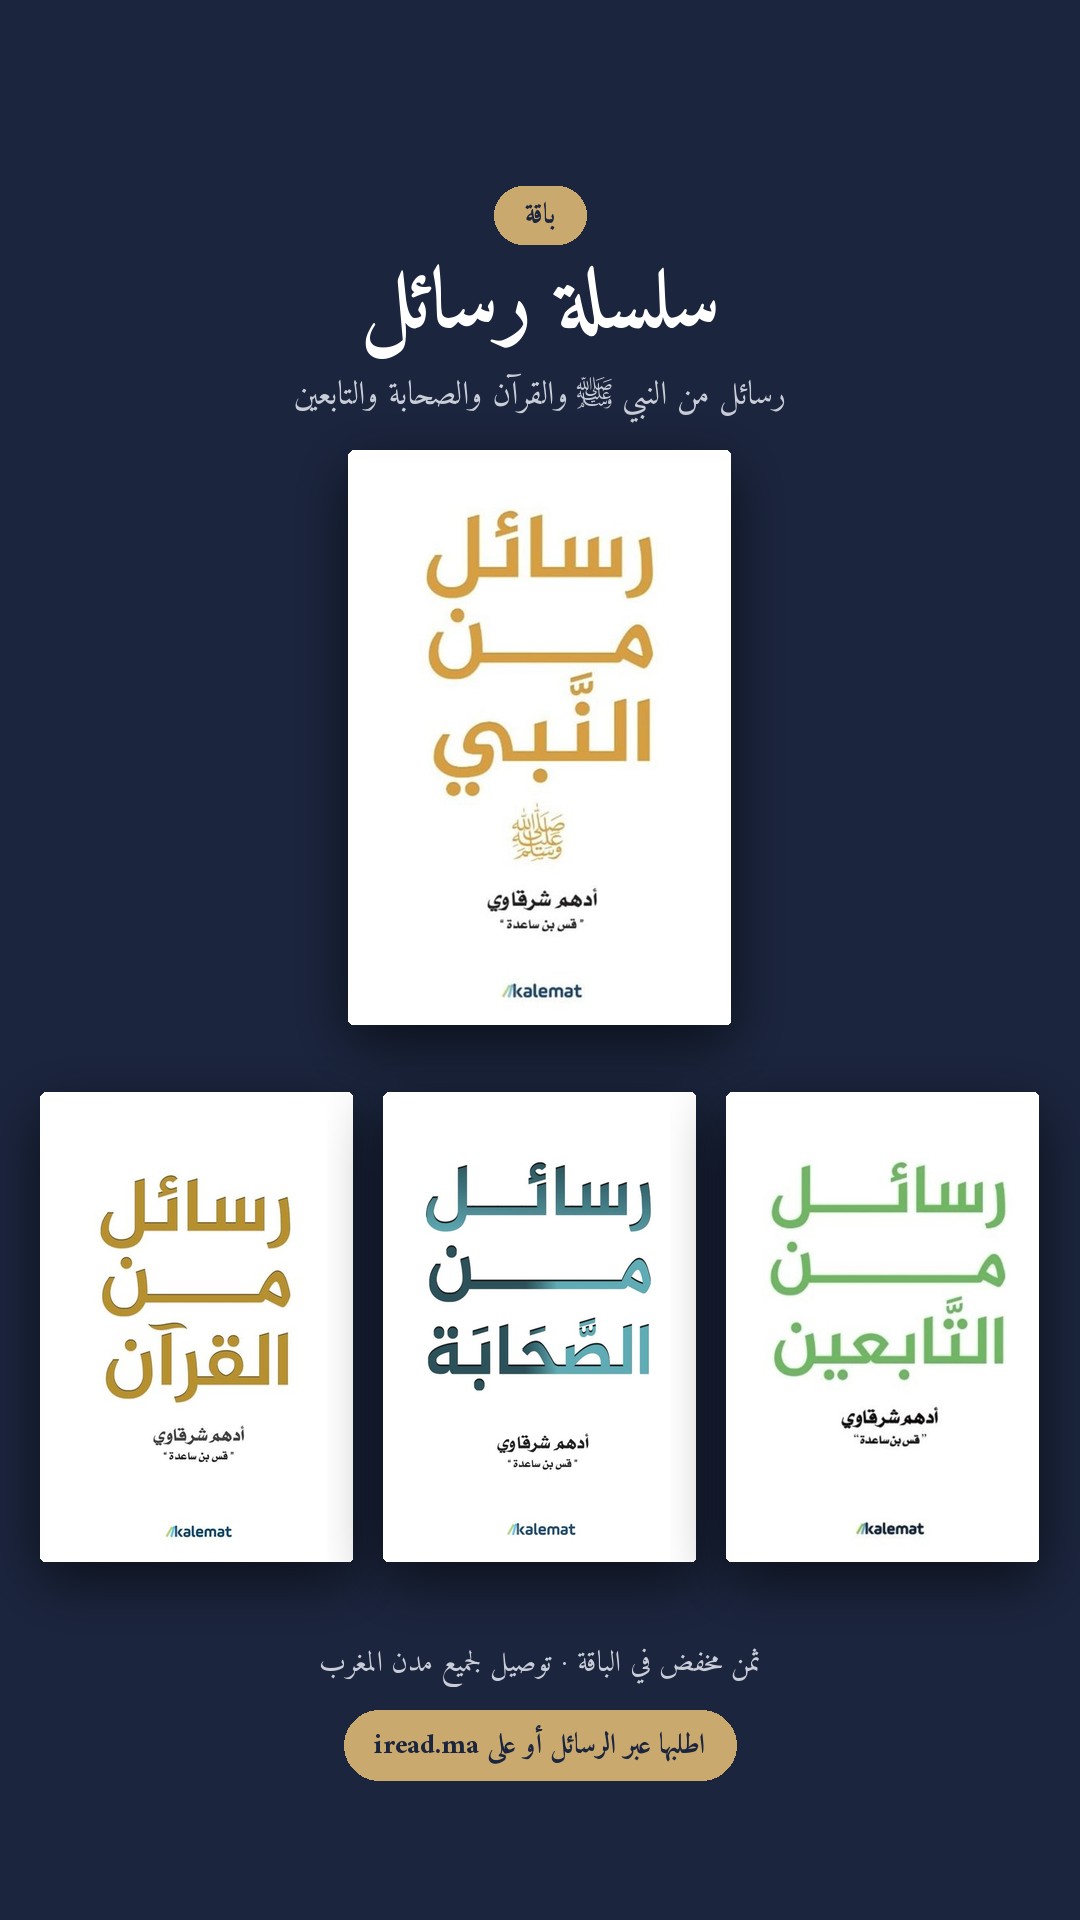 باقة
سلسلة رسائل
رسائل من النبي ﷺ والقرآن والصحابة والتابعين
رسائل
من
النَّبي
ﷺ
أدهم شرقاوي
" قس بن ساعدة "
kalemat
رسائل
من
القرآن
أدهم شرقاوي
" قس بن ساعدة "
kalemat
رسائل
من
الصَّحَابَة
أدهم شرقاوي
" قس بن ساعدة "
kalemat
رسائل
من
التَّابعين
أدهم شرقاوي
" قس بن ساعدة "
kalemat
ثمن مخفض في الباقة · توصيل لجميع مدن المغرب
اطلبها عبر الرسائل أو على iread.ma